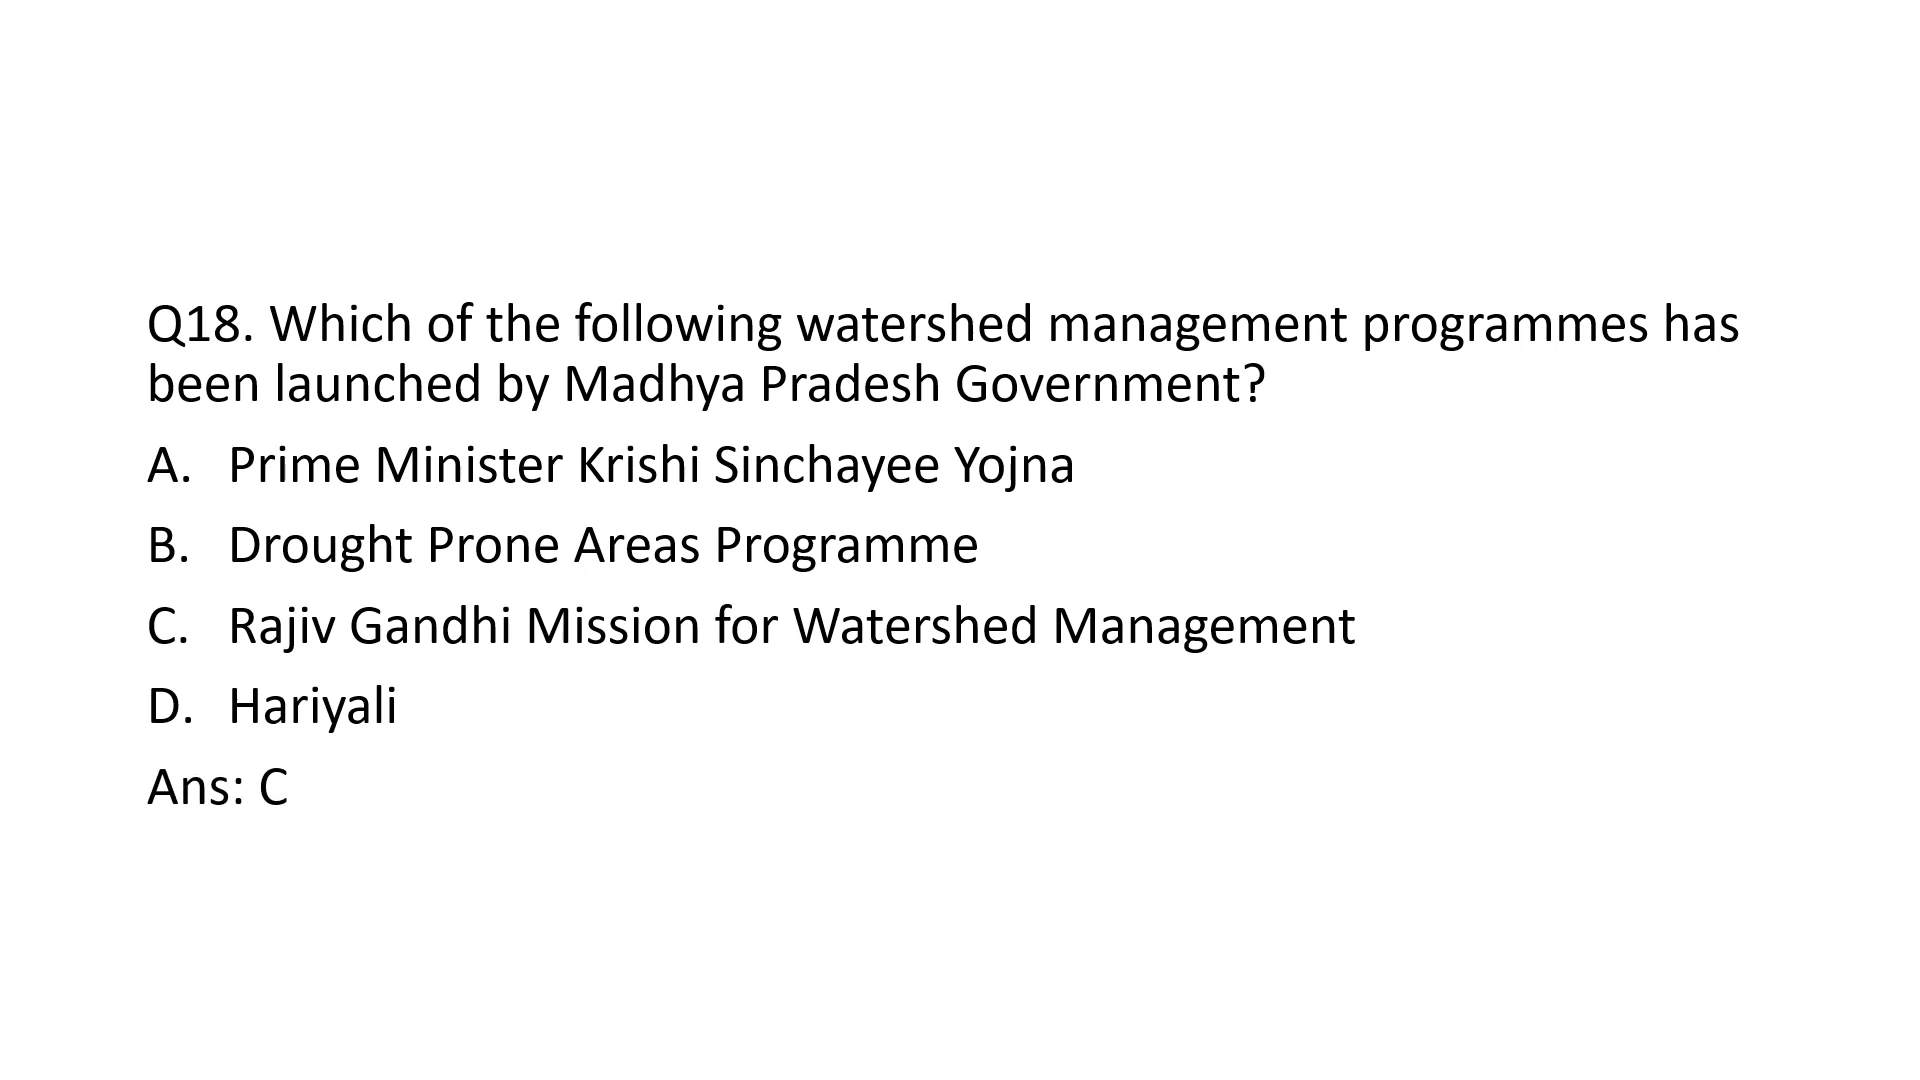 Q18. Which of the following watershed management programmes has
been launched by Madhya Pradesh Government?
A. Prime Minister Krishi Sinchayee Yojna
B. Drought Prone Areas Programme
C. Rajiv Gandhi Mission for Watershed Management
D. Hariyali
Ans: C